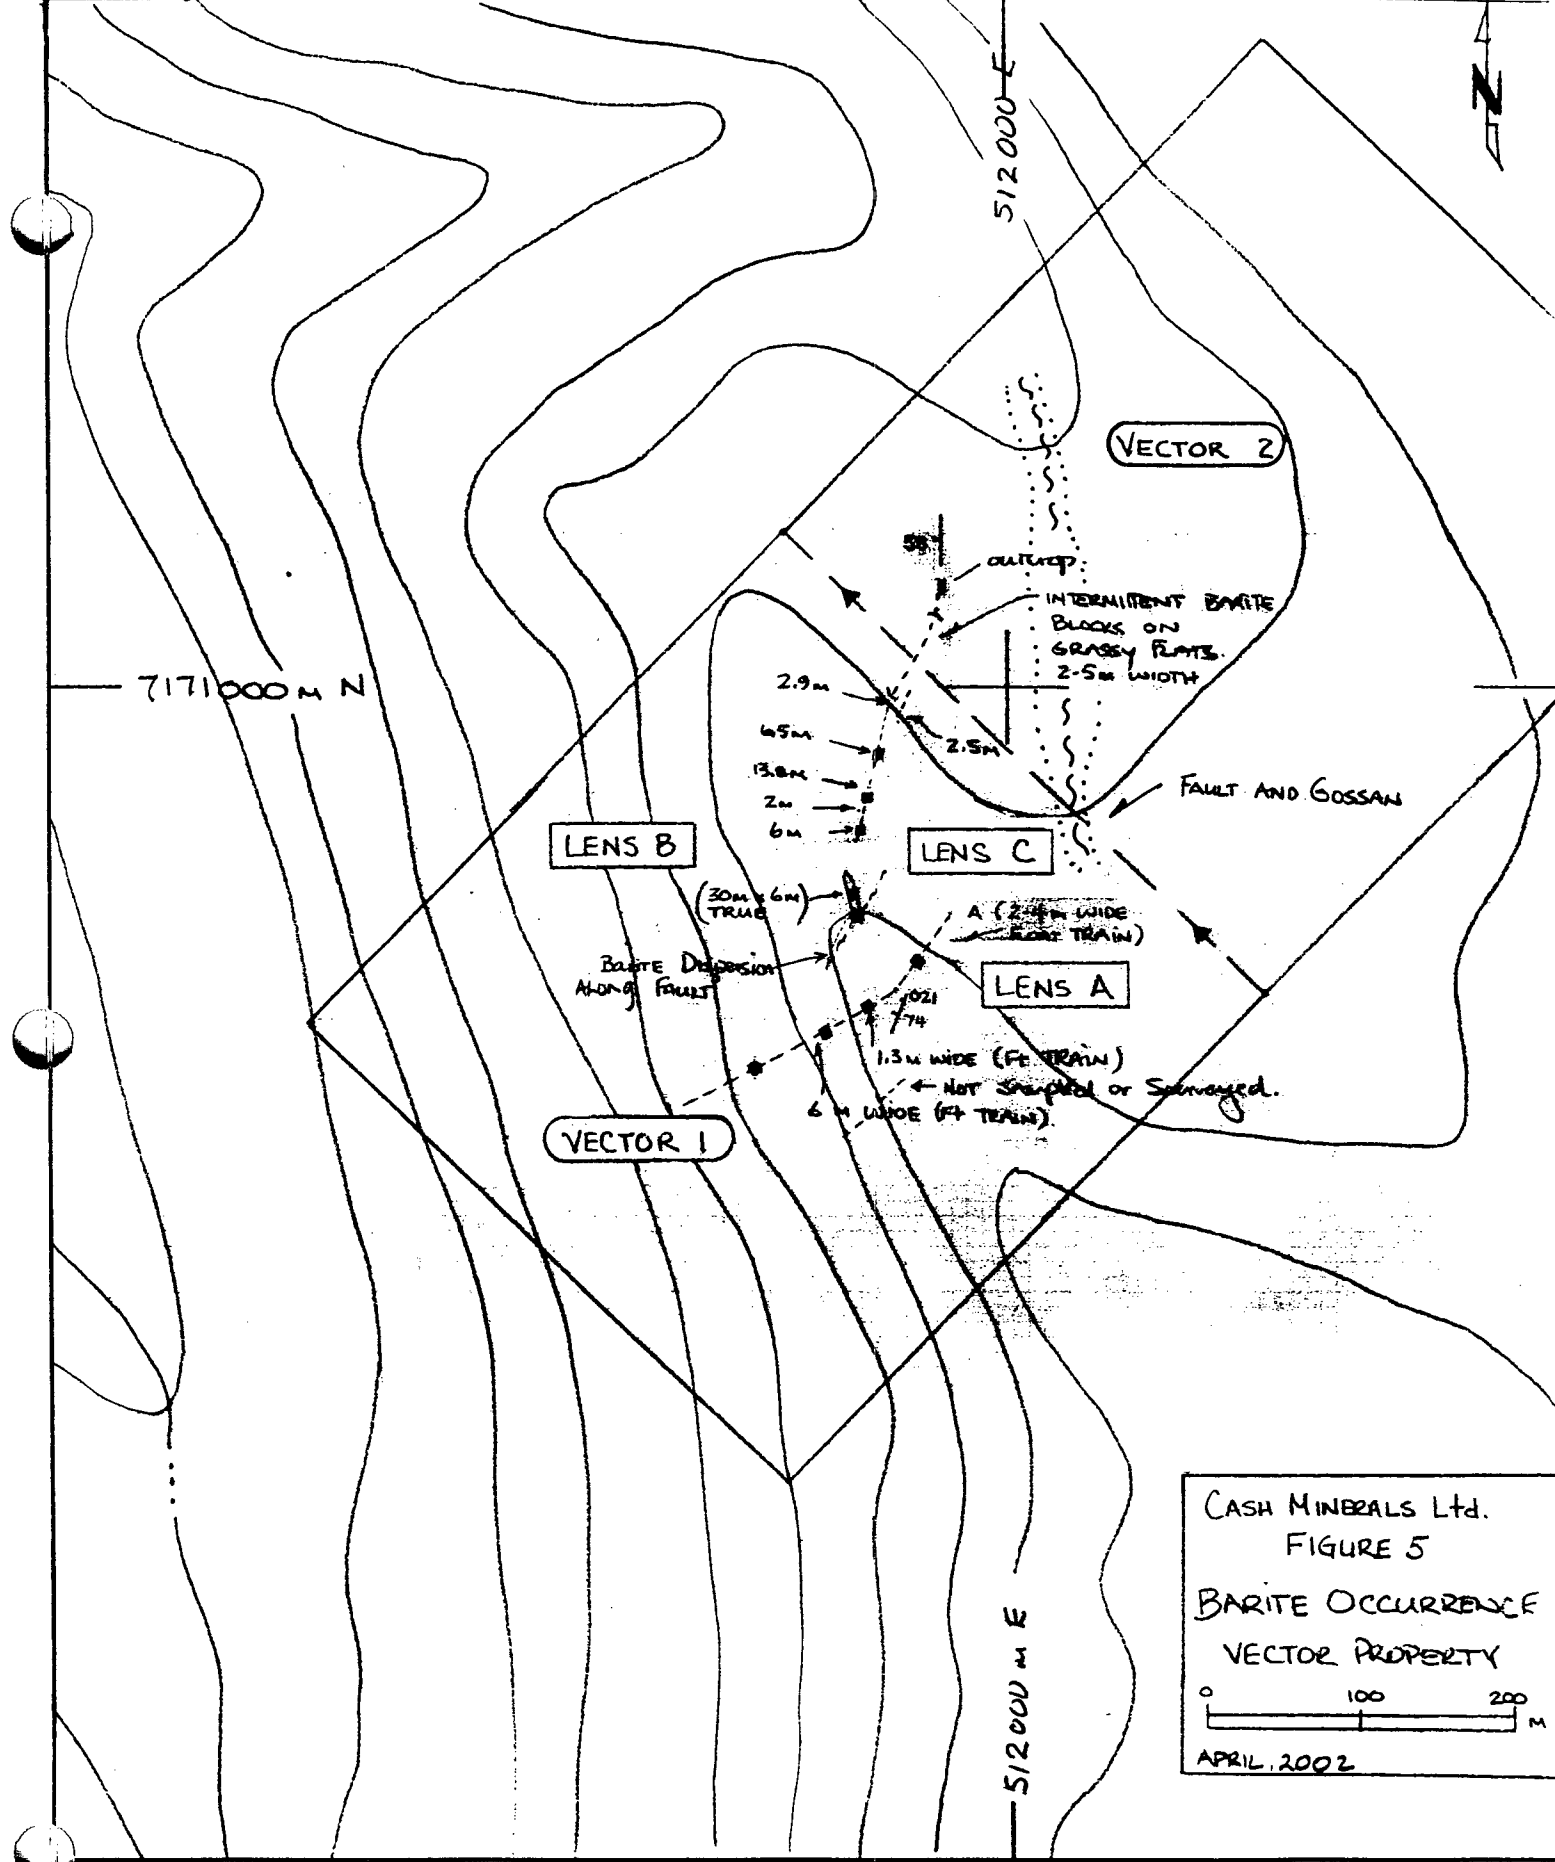 512000 E
N
VECTOR 2
outcrop.
INTERMITTENT BARITE
BLOCKS ON
GRASSY FLATS.
2-5m WIDTH
7171000 m N
2.9m
2.5m
13.8m
2m
6m
FAULT AND GOSSAN
LENS B
LENS C
(30m x 6m)
TRUE
A (2-4m WIDE
FLOAT TRAIN)
BARITE Dispersion
Along FAULT
LENS A
021
74
1.3m WIDE (Ft TRAIN)
← NOT Sampled or Surveyed.
6 M WIDE (Ft TRAIN).
VECTOR 1
CASH MINERALS Ltd.
FIGURE 5
BARITE OCCURRENCE
VECTOR PROPERTY
0 100 200
M
APRIL, 2002
512000 m E